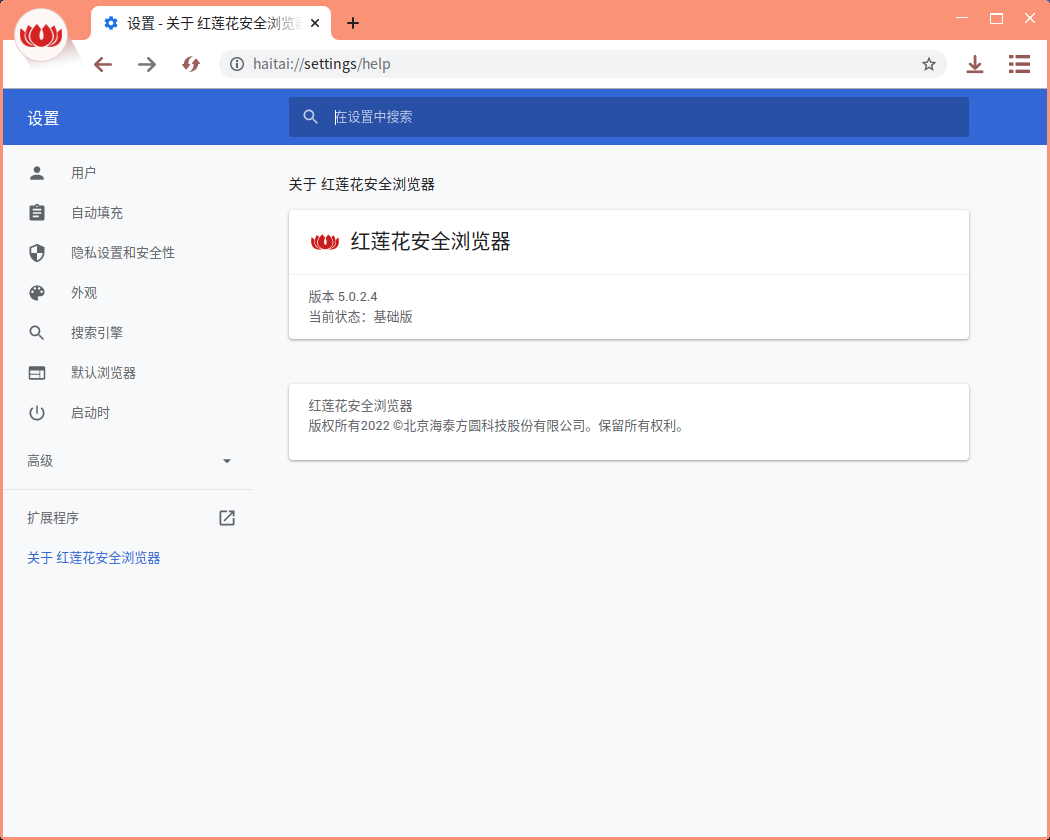 设置 - 关于 红莲花安全浏览器
haitai://settings/help
设置
在设置中搜索
用户
自动填充
隐私设置和安全性
外观
搜索引擎
默认浏览器
启动时
高级
扩展程序
关于 红莲花安全浏览器
关于 红莲花安全浏览器
红莲花安全浏览器
版本 5.0.2.4
当前状态：基础版
红莲花安全浏览器
版权所有2022 ©北京海泰方圆科技股份有限公司。保留所有权利。